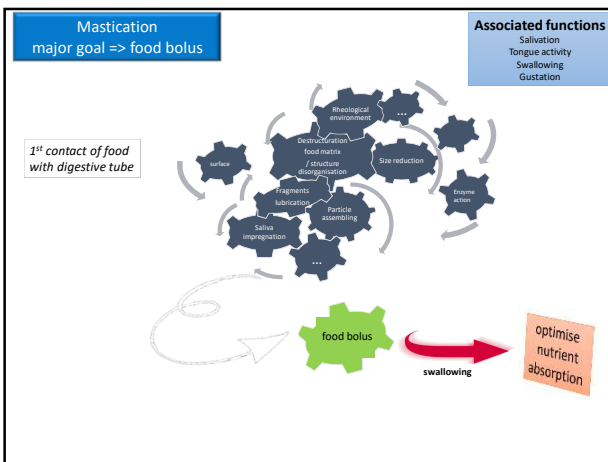 Mastication
major goal => food bolus
Associated functions
Salivation
Tongue activity
Swallowing
Gustation
1st contact of food
with digestive tube
Rheological
environment
...
Destructuration
food matrix
/ structure
disorganisation
Size reduction
surface
Enzyme
action
Fragments
lubrication
Particle
assembling
Saliva
impregnation
...
food bolus
swallowing
optimise
nutrient
absorption